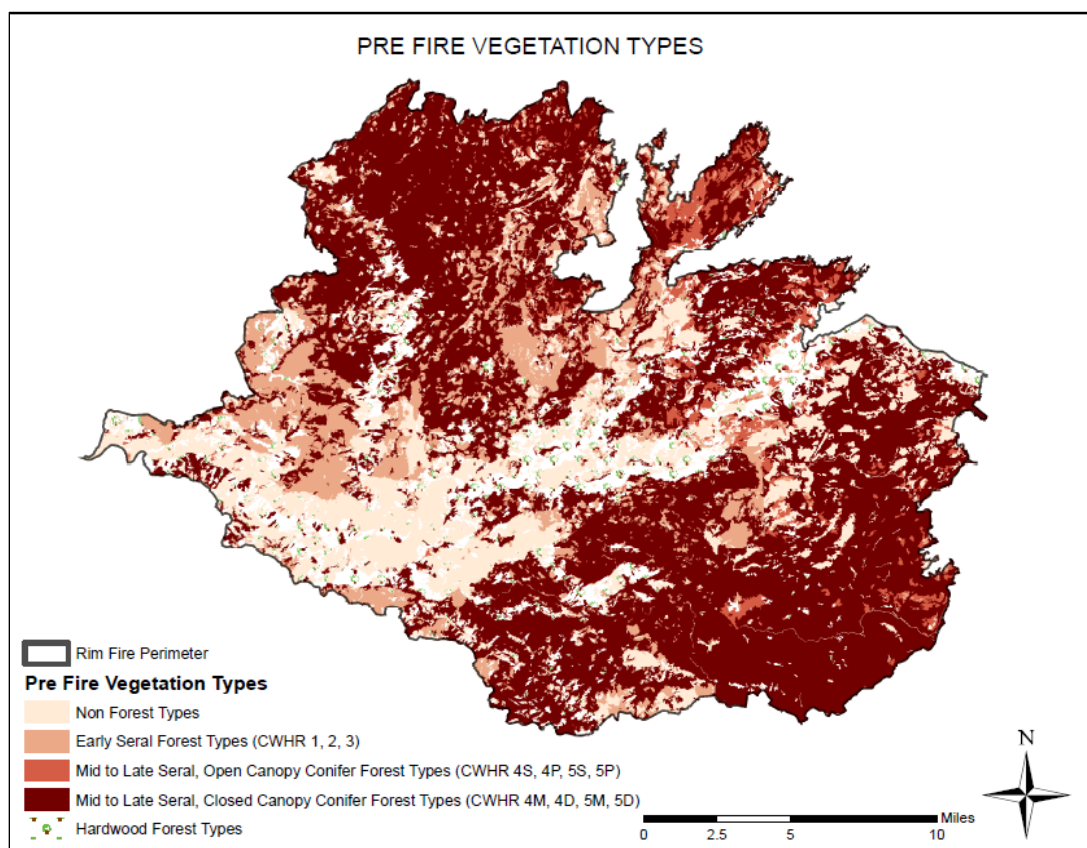 PRE FIRE VEGETATION TYPES
Rim Fire Perimeter
Pre Fire Vegetation Types
Non Forest Types
Early Seral Forest Types (CWHR 1, 2, 3)
Mid to Late Seral, Open Canopy Conifer Forest Types (CWHR 4S, 4P, 5S, 5P)
Mid to Late Seral, Closed Canopy Conifer Forest Types (CWHR 4M, 4D, 5M, 5D)
Hardwood Forest Types
N
Miles
0 2.5 5 10